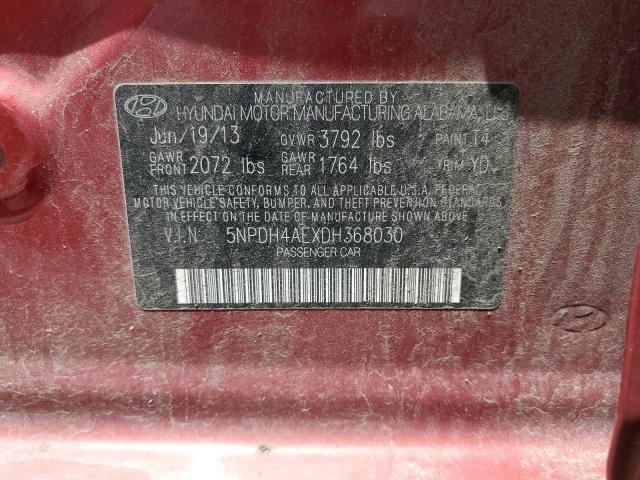 MANUFACTURED BY
HYUNDAI MOTOR MANUFACTURING ALABAMA, LLC
Jun/19/13 GVWR 3792 lbs PAINT T4
GAWR FRONT 2072 lbs GAWR REAR 1764 lbs TRIM YD
THIS VEHICLE CONFORMS TO ALL APPLICABLE U.S.A. FEDERAL
MOTOR VEHICLE SAFETY, BUMPER, AND THEFT PREVENTION
STANDARDS IN EFFECT ON THE DATE OF MANUFACTURE SHOWN ABOVE.
V.I.N. 5NPDH4AEXDH368030
PASSENGER CAR